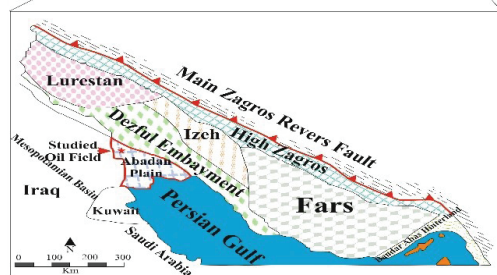 Lurestan
Main Zagros Revers Fault
High Zagros
Izeh
Dezful Embayment
Studied
Oil Field
Abadan
Plain
Mesopotamian Basin
Iraq
Fars
Kuwait
Persian Gulf
Bandar Abas Hinterland
Saudi Arabia
0 100 200 300
Km